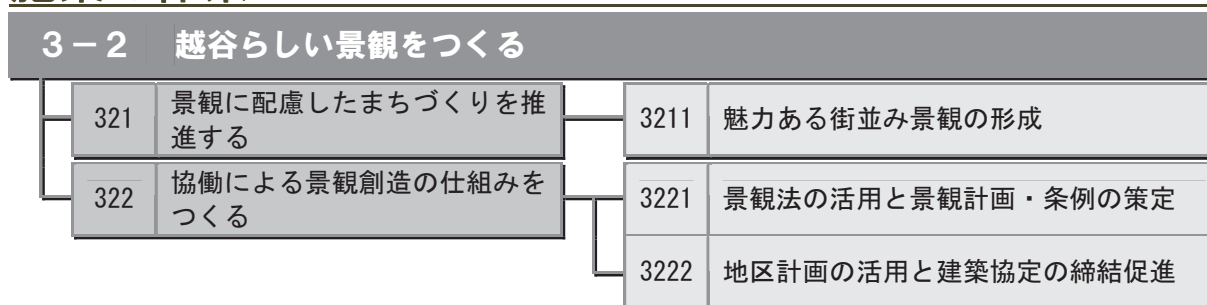 3-2 越谷らしい景観をつくる
321 景観に配慮したまちづくりを推
進する
3211 魅力ある街並み景観の形成
322 協働による景観創造の仕組みを
つくる
3221 景観法の活用と景観計画・条例の策定
3222 地区計画の活用と建築協定の締結促進